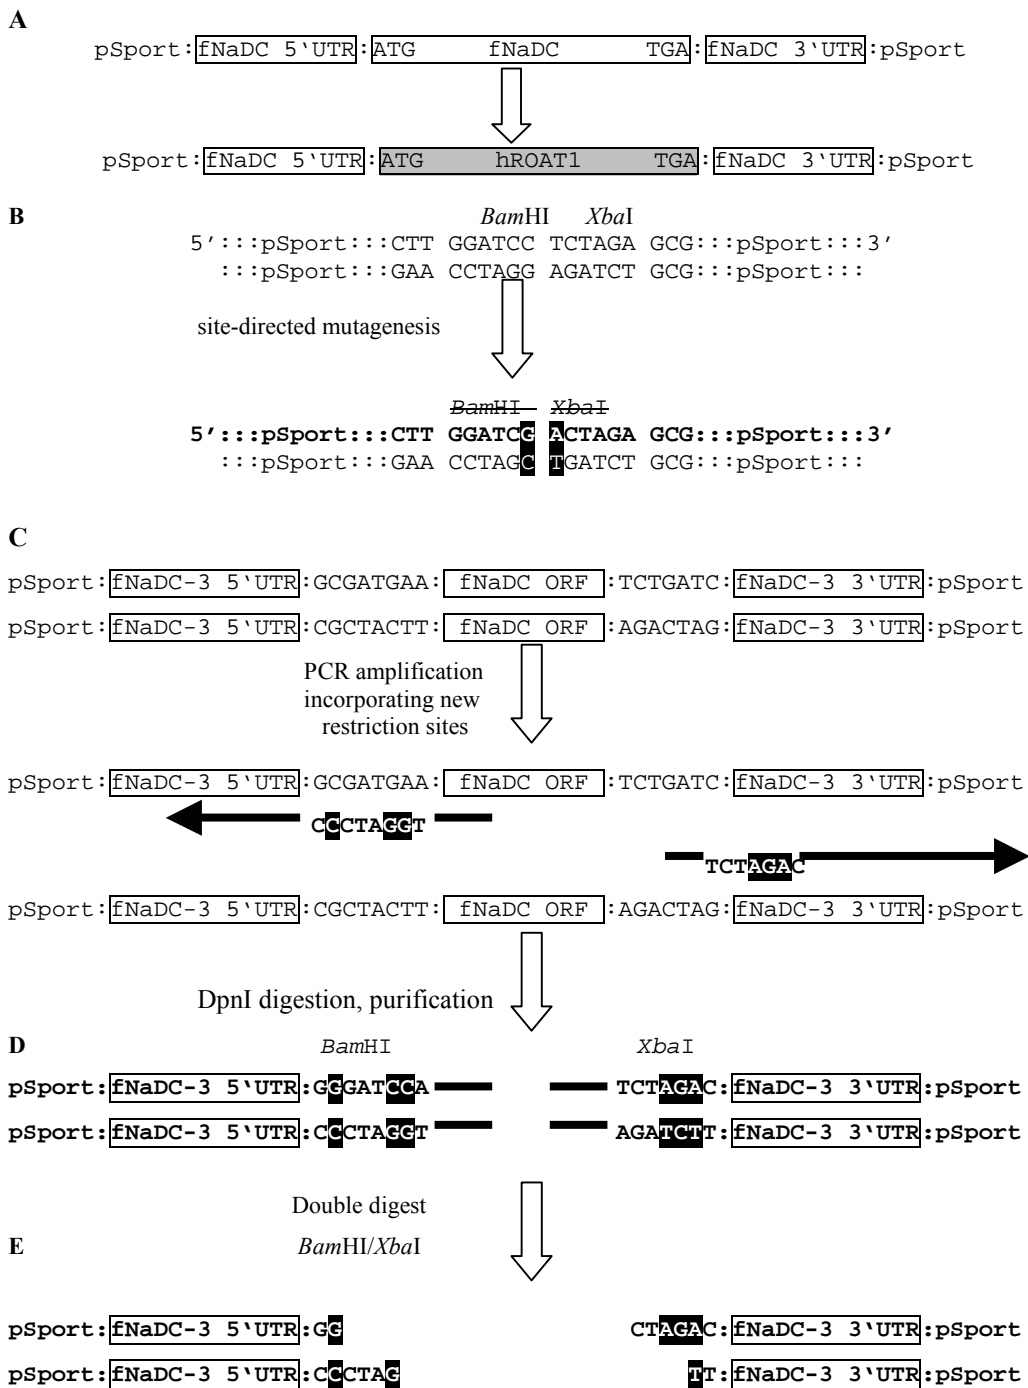 A
pSport:fNaDC 5‘UTR:ATG fNaDC TGA:fNaDC 3‘UTR:pSport
pSport:fNaDC 5‘UTR:ATG hROAT1 TGA:fNaDC 3‘UTR:pSport
B
BamHI XbaI
5’:::pSport:::CTT GGATCC TCTAGA GCG:::pSport:::3’
:::pSport:::GAA CCTAGG AGATCT GCG:::pSport:::
site-directed mutagenesis
BamHI XbaI
5’:::pSport:::CTT GGATCG ACTAGA GCG:::pSport:::3’
:::pSport:::GAA CCTAGC TGATCT GCG:::pSport:::
C
pSport:fNaDC-3 5‘UTR:GCGATGAA: fNaDC ORF :TCTGATC:fNaDC-3 3‘UTR:pSport
pSport:fNaDC-3 5‘UTR:CGCTACTT: fNaDC ORF :AGACTAG:fNaDC-3 3‘UTR:pSport
PCR amplification
incorporating new
restriction sites
pSport:fNaDC-3 5‘UTR:GCGATGAA: fNaDC ORF :TCTGATC:fNaDC-3 3‘UTR:pSport
CCCTAGGT
TCTAGAC
pSport:fNaDC-3 5‘UTR:CGCTACTT: fNaDC ORF :AGACTAG:fNaDC-3 3‘UTR:pSport
DpnI digestion, purification
D
BamHI XbaI
pSport:fNaDC-3 5‘UTR:GGGATCCA TCTAGAC:fNaDC-3 3‘UTR:pSport
pSport:fNaDC-3 5‘UTR:CCCTAGGT AGATCTT:fNaDC-3 3‘UTR:pSport
Double digest
E
BamHI/XbaI
pSport:fNaDC-3 5‘UTR:GG CTAGAC:fNaDC-3 3‘UTR:pSport
pSport:fNaDC-3 5‘UTR:CCCTAG TT:fNaDC-3 3‘UTR:pSport